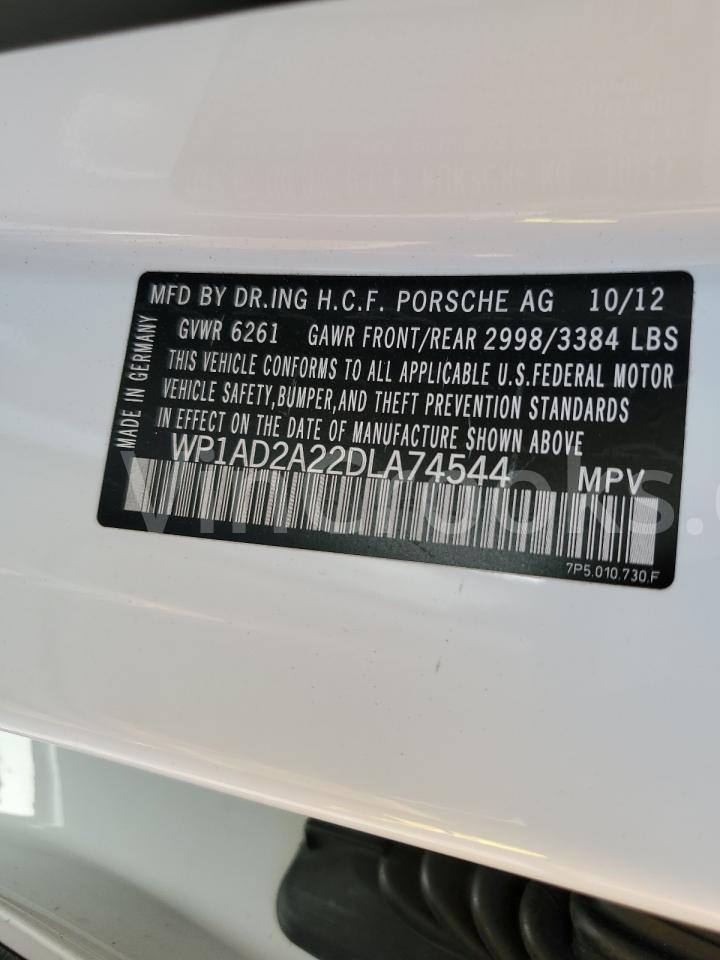 MFD BY DR.ING H.C.F. PORSCHE AG 10/12
GVWR 6261 GAWR FRONT/REAR 2998/3384 LBS
THIS VEHICLE CONFORMS TO ALL APPLICABLE U.S.FEDERAL MOTOR
VEHICLE SAFETY,BUMPER,AND THEFT PREVENTION STANDARDS
IN EFFECT ON THE DATE OF MANUFACTURE SHOWN ABOVE
WP1AD2A22DLA74544 MPV
7P5.010.730.F
MADE IN GERMANY